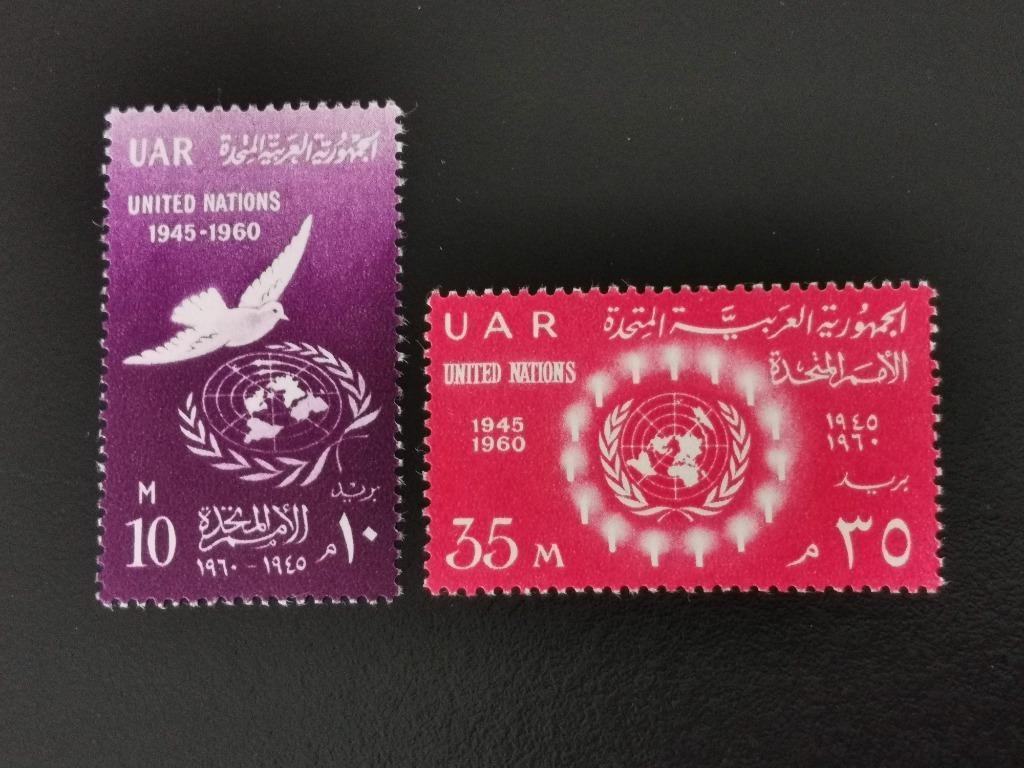 UAR الجمهورية العربية المتحدة
UNITED NATIONS
1945-1960
M
بريد
10 الأمم المتحدة ١٠ م
١٩٤٥ - ١٩٦٠
UAR الجمهورية العربية المتحدة
UNITED NATIONS الأمم المتحدة
1945 ١٩٤٥
1960 ١٩٦٠
بريد
35 M ٣٥ م